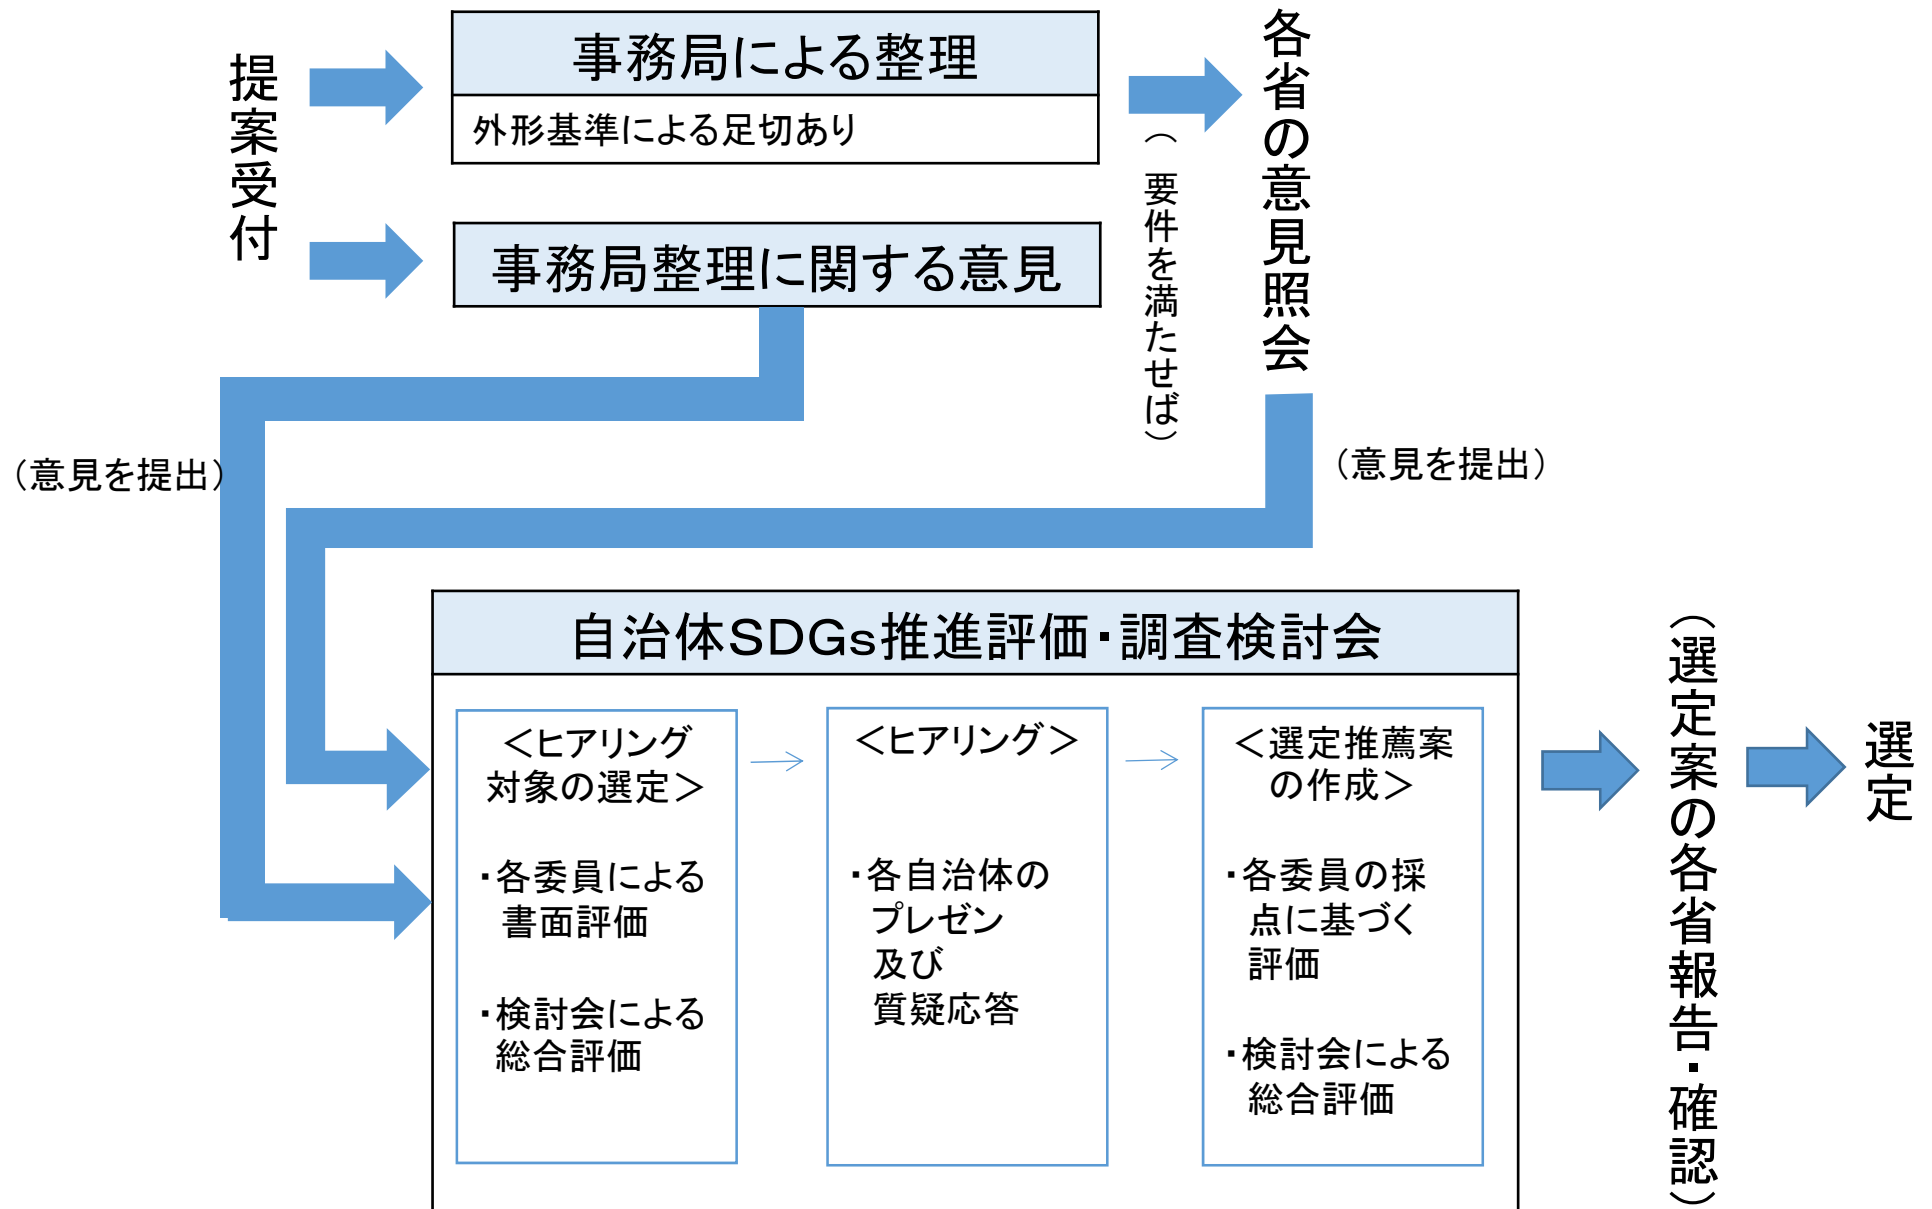 提案受付
事務局による整理
外形基準による足切あり
事務局整理に関する意見
（要件を満たせば）
各省の意見照会
（意見を提出）
（意見を提出）
自治体SDGs推進評価・調査検討会
＜ヒアリング
対象の選定＞
・各委員による
書面評価
・検討会による
総合評価
＜ヒアリング＞
・各自治体の
プレゼン
及び
質疑応答
＜選定推薦案
の作成＞
・各委員の採
点に基づく
評価
・検討会による
総合評価
（選定案の各省報告・確認）
選定